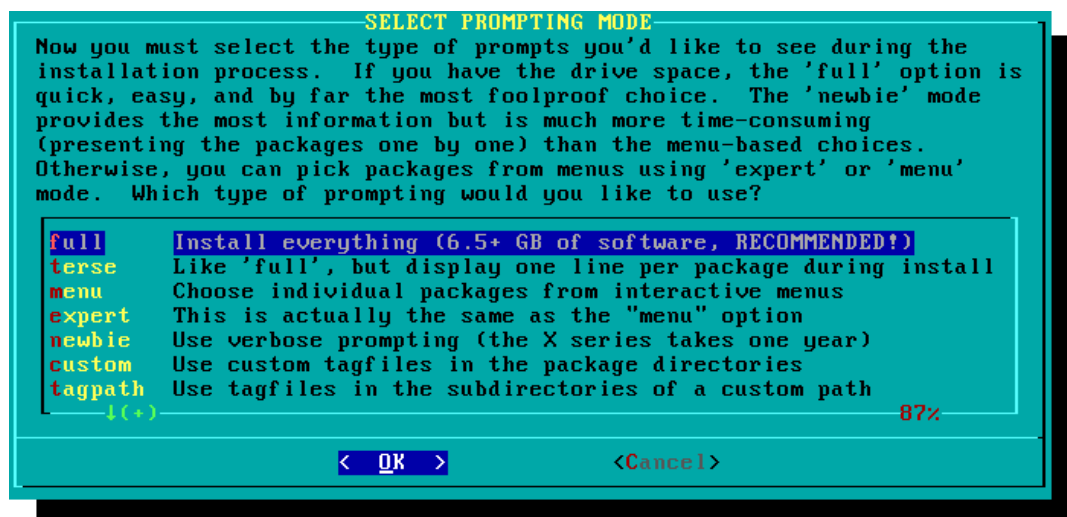 SELECT PROMPTING MODE
Now you must select the type of prompts you'd like to see during the
installation process.  If you have the drive space, the 'full' option is
quick, easy, and by far the most foolproof choice.  The 'newbie' mode
provides the most information but is much more time-consuming
(presenting the packages one by one) than the menu-based choices.
Otherwise, you can pick packages from menus using 'expert' or 'menu'
mode.  Which type of prompting would you like to use?
full Install everything (6.5+ GB of software, RECOMMENDED!)
terse Like 'full', but display one line per package during install
menu Choose individual packages from interactive menus
expert This is actually the same as the "menu" option
newbie Use verbose prompting (the X series takes one year)
custom Use custom tagfiles in the package directories
tagpath Use tagfiles in the subdirectories of a custom path
↓(+) 87%
< OK > <Cancel>